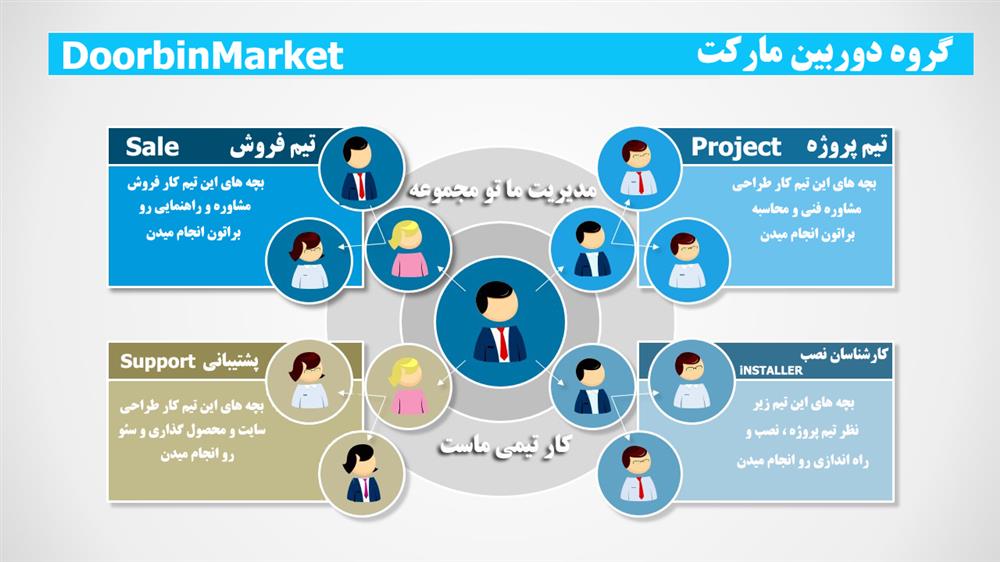 گروه دوربین مارکت
DoorbinMarket
تیم پروژه Project
بچه های این تیم کار طراحی
مشاوره فنی و محاسبه
براتون انجام میدن
تیم فروش Sale
بچه های این تیم کار فروش
مشاوره و راهنمایی رو
براتون انجام میدن
مدیریت ما تو مجموعه
کار تیمی ماست
کارشناسان نصب
iNSTALLER
بچه های این تیم زیر
نظر تیم پروژه ، نصب و
راه اندازی رو انجام میدن
پشتیبانی Support
بچه های این تیم کار طراحی
سایت و محصول گذاری و سئو
رو انجام میدن